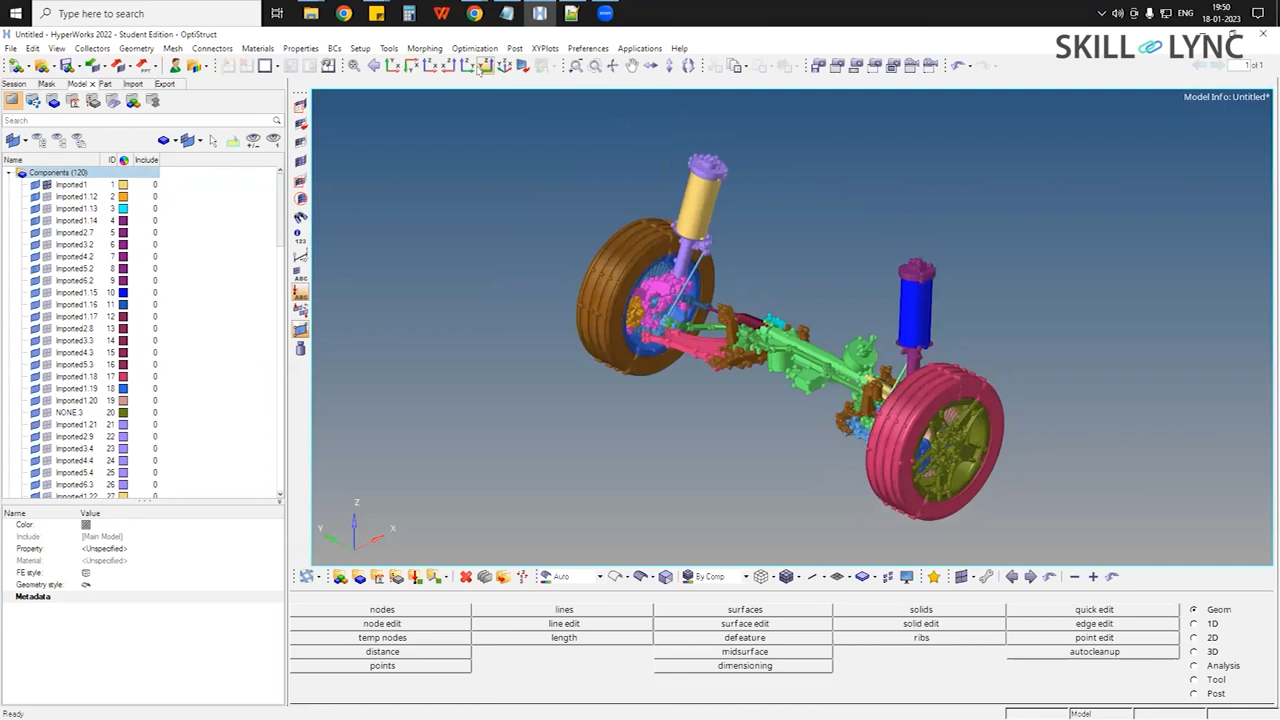 Type here to search
ENG
19:50
18-01-2023
Untitled - HyperWorks 2022 - Student Edition - OptiStruct
File Edit View Collectors Geometry Mesh Connectors Materials Properties BCs Setup Tools Morphing Optimization Post XYPlots Preferences Applications Help
SKILL LYNC
1 of 1
Session Mask Model x Part Import Export
Model Info: Untitled*
Search
Name ID Include
Components (120)
Imported1 1 0
Imported1.12 2 0
Imported1.13 3 0
Imported1.14 4 0
Imported2.7 5 0
Imported3.2 6 0
Imported4.2 7 0
Imported5.2 8 0
Imported6.2 9 0
Imported1.15 10 0
Imported1.16 11 0
Imported1.17 12 0
Imported2.8 13 0
Imported3.3 14 0
Imported4.3 15 0
Imported5.3 16 0
Imported1.18 17 0
Imported1.19 18 0
Imported1.20 19 0
NONE.3 20 0
Imported1.21 21 0
Imported2.9 22 0
Imported3.4 23 0
Imported4.4 24 0
Imported5.4 25 0
Imported6.3 26 0
Imported1.22 27 0
123
ABC
ABC
Z
Y
X
Name Value
Color:
Include: [Main Model]
Property: <Unspecified>
Material: <Unspecified>
FE style:
Geometry style:
Metadata
Auto
By Comp
nodes lines surfaces solids quick edit Geom
node edit line edit surface edit solid edit edge edit 1D
temp nodes length defeature ribs point edit 2D
distance midsurface autocleanup 3D
points dimensioning Analysis
Tool
Post
Ready
Model